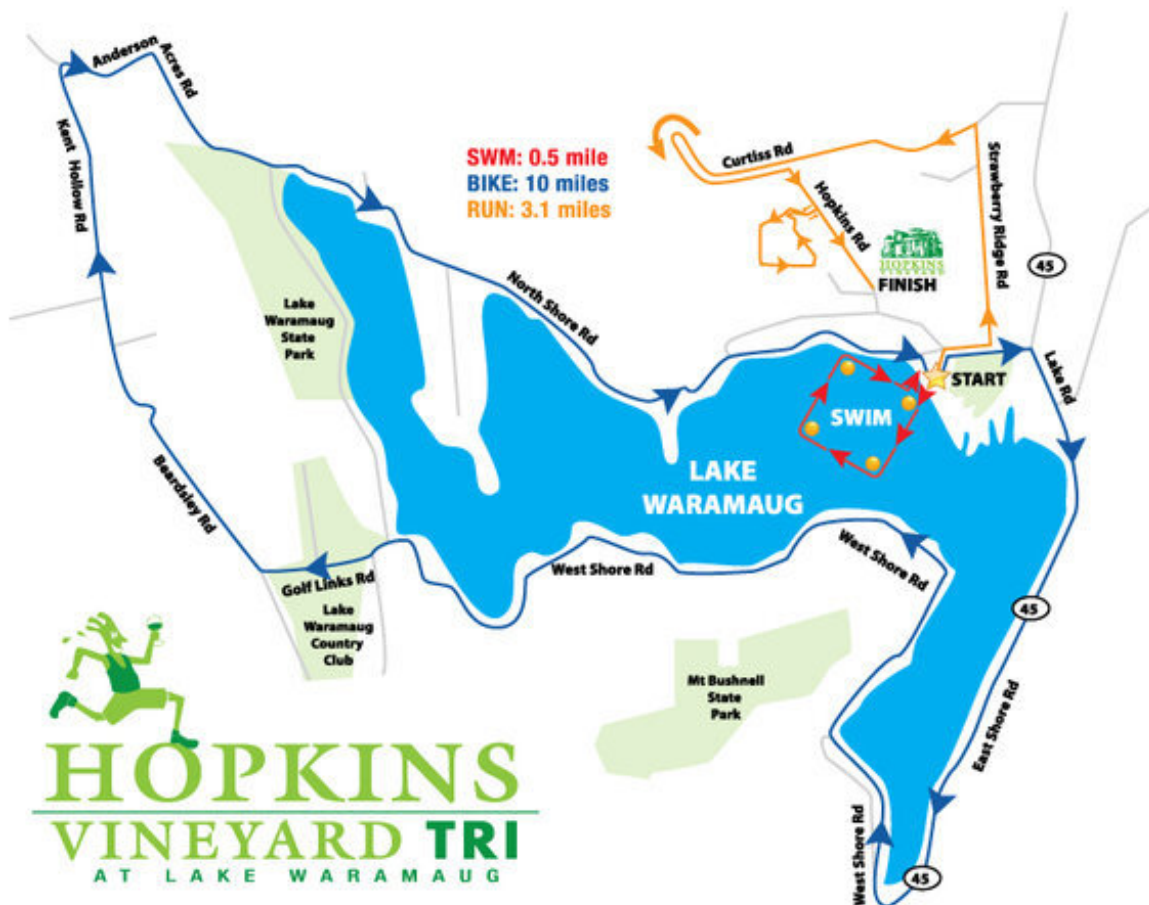 Anderson
Acres Rd
Kent Hollow Rd
SWM: 0.5 mile
BIKE: 10 miles
RUN: 3.1 miles
Curtiss Rd
Hopkins Rd
Strawberry Ridge Rd
HOPKINS
VINEYARD
FINISH
45
North Shore Rd
Lake
Waramaug
State
Park
START
Lake Rd
SWIM
LAKE
WARAMAUG
Beardsley Rd
West Shore Rd
West Shore Rd
Golf Links Rd
Lake
Waramaug
Country
Club
45
Mt Bushnell
State
Park
East Shore Rd
West Shore Rd
45
HOPKINS
VINEYARD TRI
AT LAKE WARAMAUG